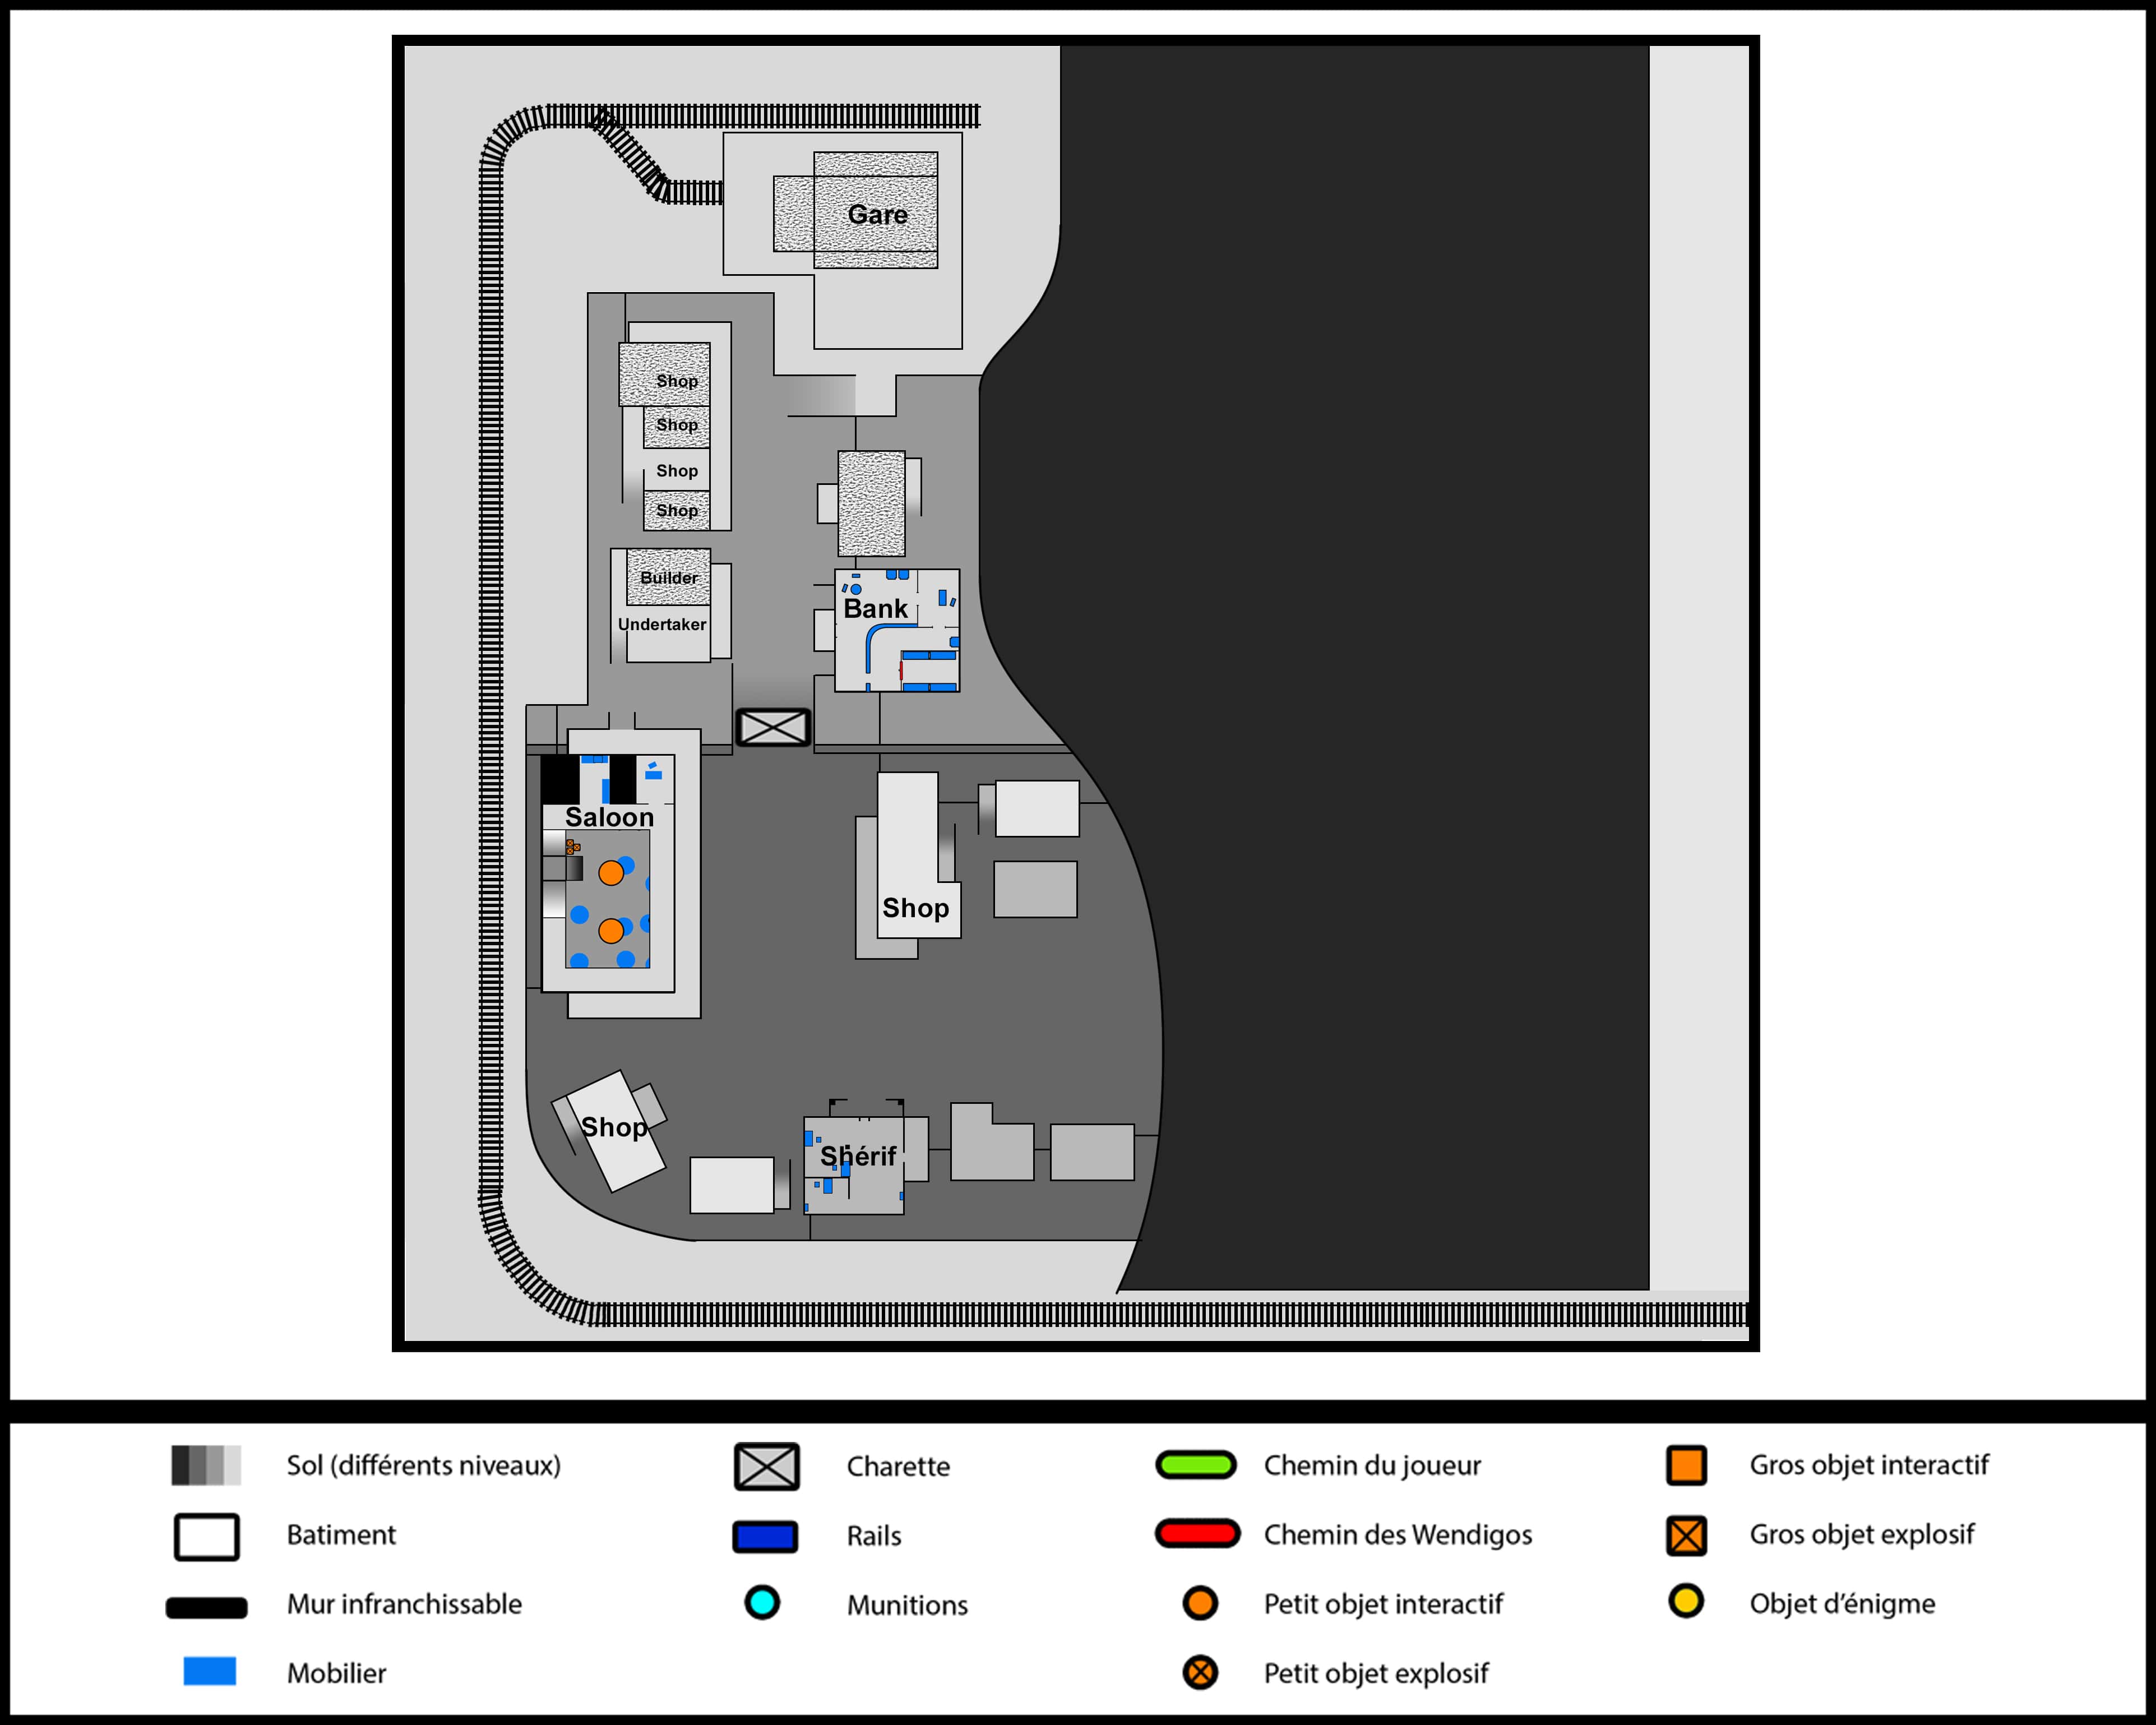 Gare
Shop
Shop
Shop
Shop
Builder
Undertaker
Bank
Saloon
Shop
Shop
Shérif
Sol (différents niveaux)
Batiment
Mur infranchissable
Mobilier
Charette
Rails
Munitions
Chemin du joueur
Chemin des Wendigos
Petit objet interactif
Petit objet explosif
Gros objet interactif
Gros objet explosif
Objet d’énigme